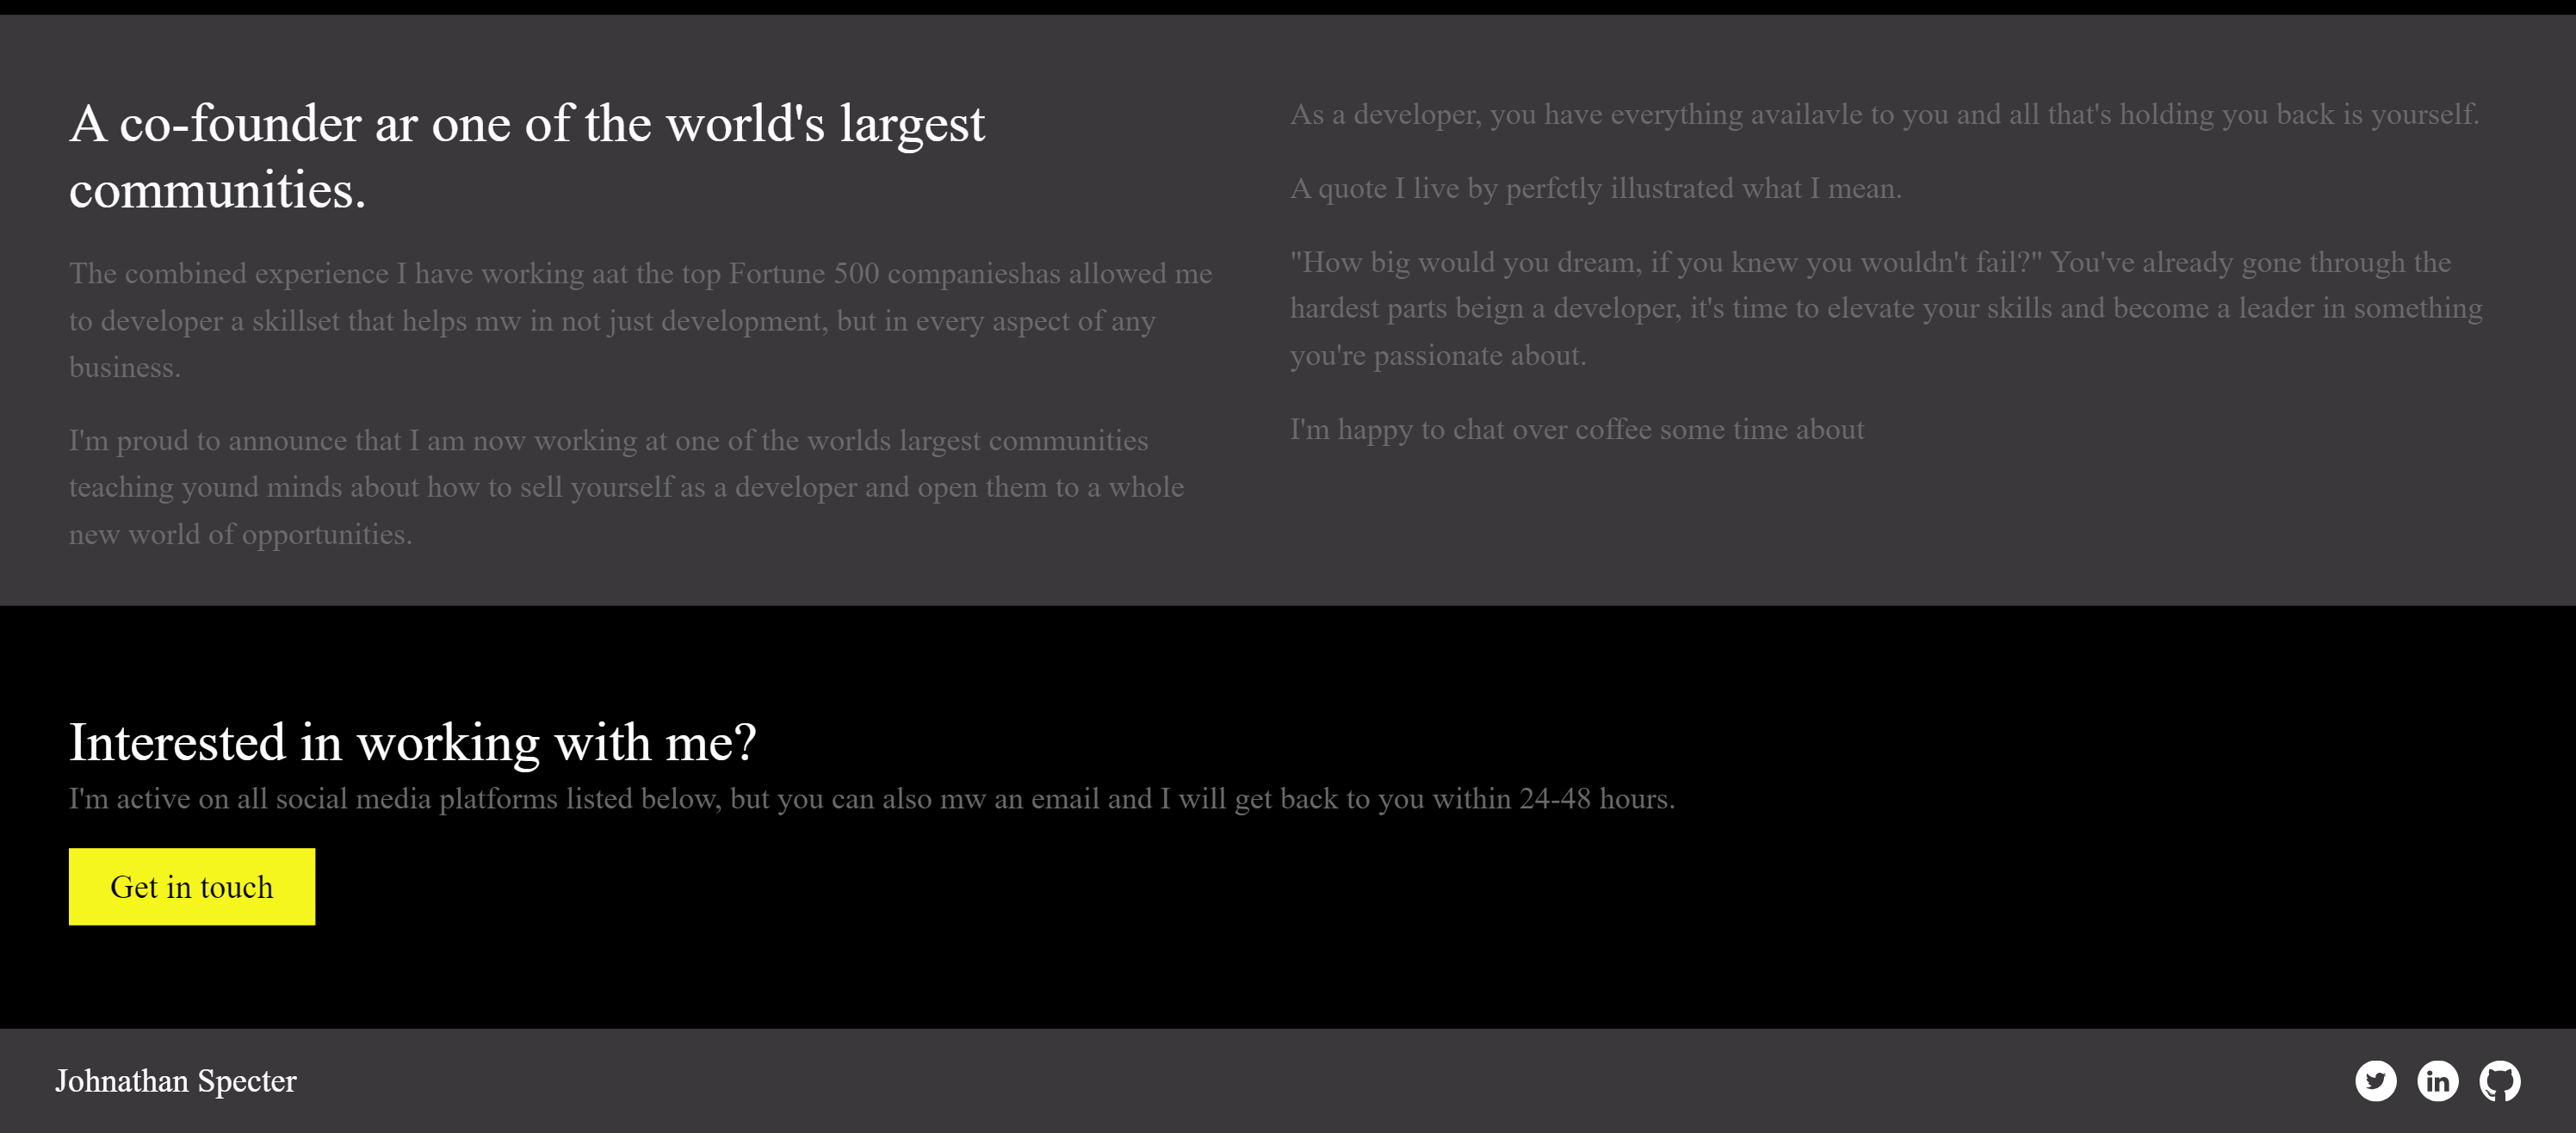 A co-founder ar one of the world's largest
communities.
The combined experience I have working aat the top Fortune 500 companieshas allowed me
to developer a skillset that helps mw in not just development, but in every aspect of any
business.
I'm proud to announce that I am now working at one of the worlds largest communities
teaching yound minds about how to sell yourself as a developer and open them to a whole
new world of opportunities.
As a developer, you have everything availavle to you and all that's holding you back is yourself.
A quote I live by perfctly illustrated what I mean.
"How big would you dream, if you knew you wouldn't fail?" You've already gone through the
hardest parts beign a developer, it's time to elevate your skills and become a leader in something
you're passionate about.
I'm happy to chat over coffee some time about
Interested in working with me?
I'm active on all social media platforms listed below, but you can also mw an email and I will get back to you within 24-48 hours.
Get in touch
Johnathan Specter
in